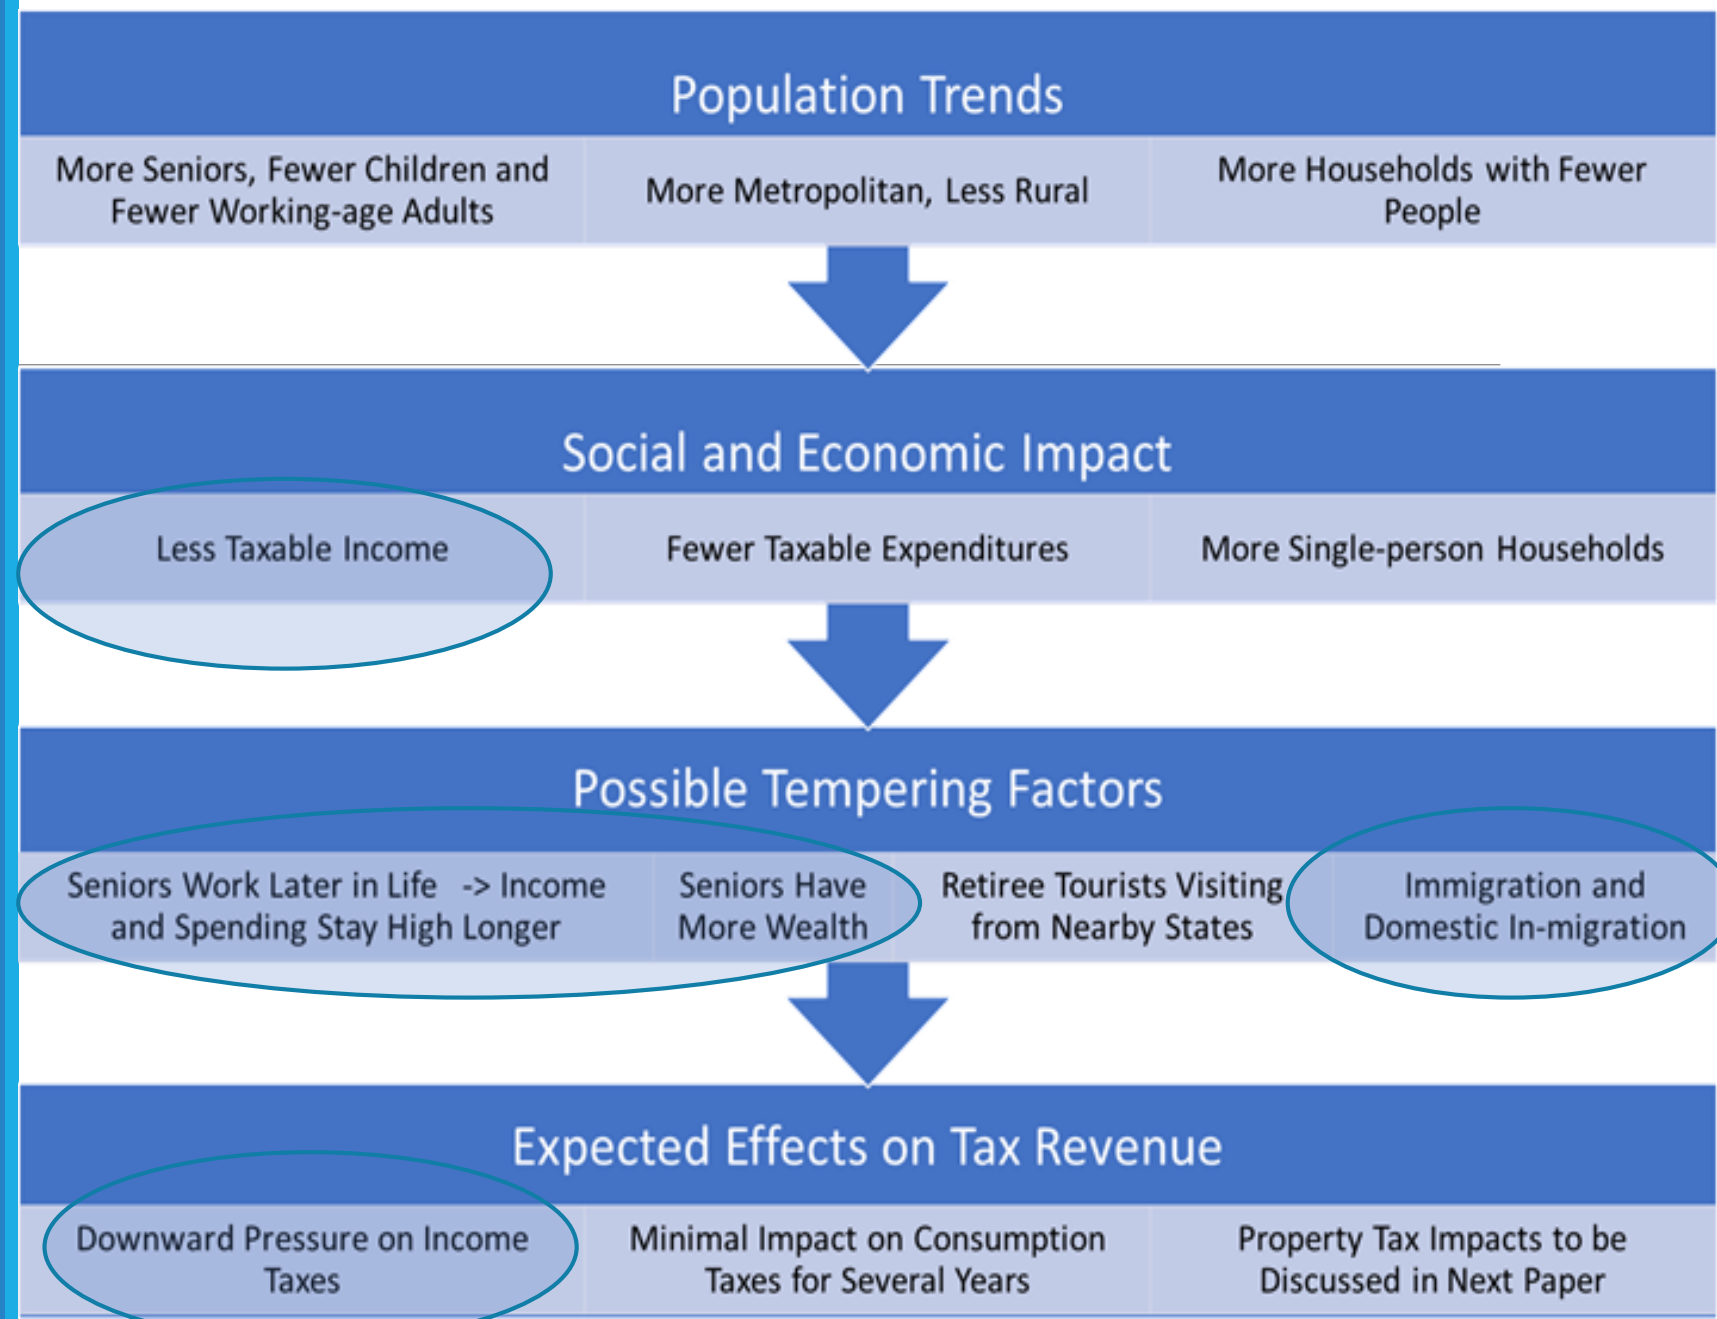 Population Trends
More Seniors, Fewer Children and
Fewer Working-age Adults
More Metropolitan, Less Rural
More Households with Fewer
People
Social and Economic Impact
Less Taxable Income
Fewer Taxable Expenditures
More Single-person Households
Possible Tempering Factors
Seniors Work Later in Life -> Income
and Spending Stay High Longer
Seniors Have
More Wealth
Retiree Tourists Visiting
from Nearby States
Immigration and
Domestic In-migration
Expected Effects on Tax Revenue
Downward Pressure on Income
Taxes
Minimal Impact on Consumption
Taxes for Several Years
Property Tax Impacts to be
Discussed in Next Paper